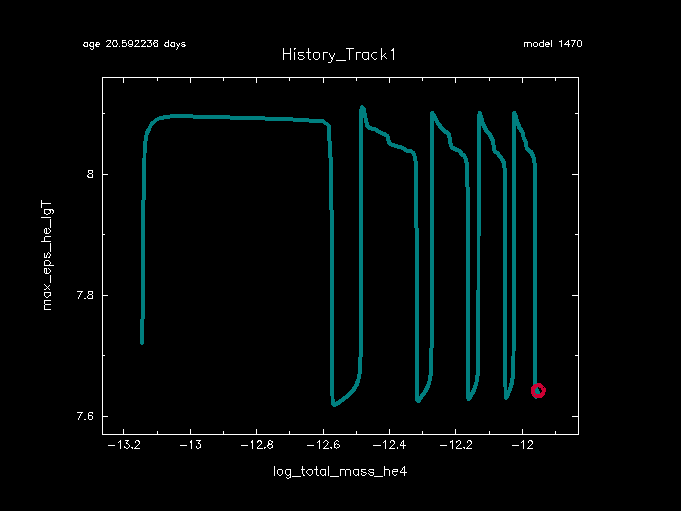 age 20.592236 days
model 1470
History_Track1
max_eps_he_lgT
8
7.8
7.6
−13.2 −13 −12.8 −12.6 −12.4 −12.2 −12
log_total_mass_he4